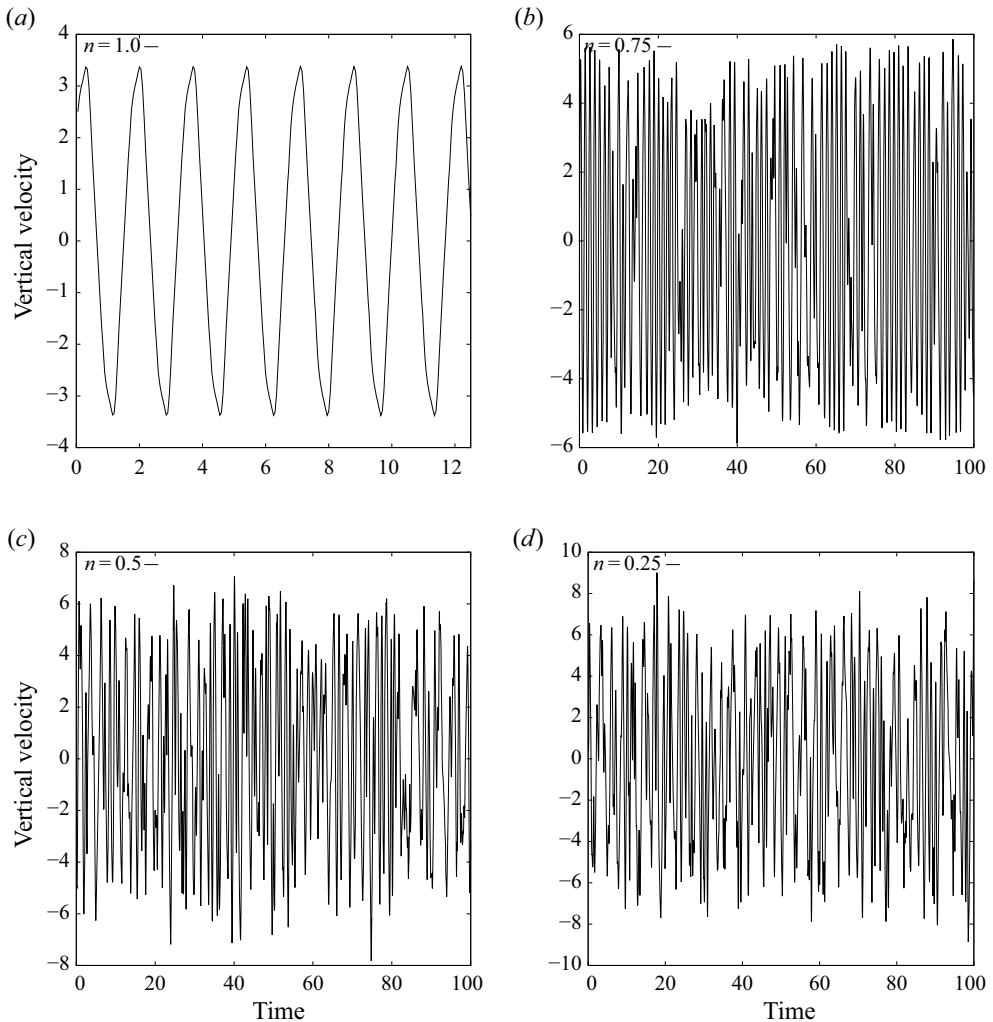 (a)
n = 1.0 —
4
3
2
1
0
−1
−2
−3
−4
Vertical velocity
0 2 4 6 8 10 12
(b)
n = 0.75 —
6
4
2
0
−2
−4
−6
0 20 40 60 80 100
(c)
n = 0.5 —
8
6
4
2
0
−2
−4
−6
−8
Vertical velocity
0 20 40 60 80 100
Time
(d)
n = 0.25 —
10
8
6
4
2
0
−2
−4
−6
−8
−10
0 20 40 60 80 100
Time